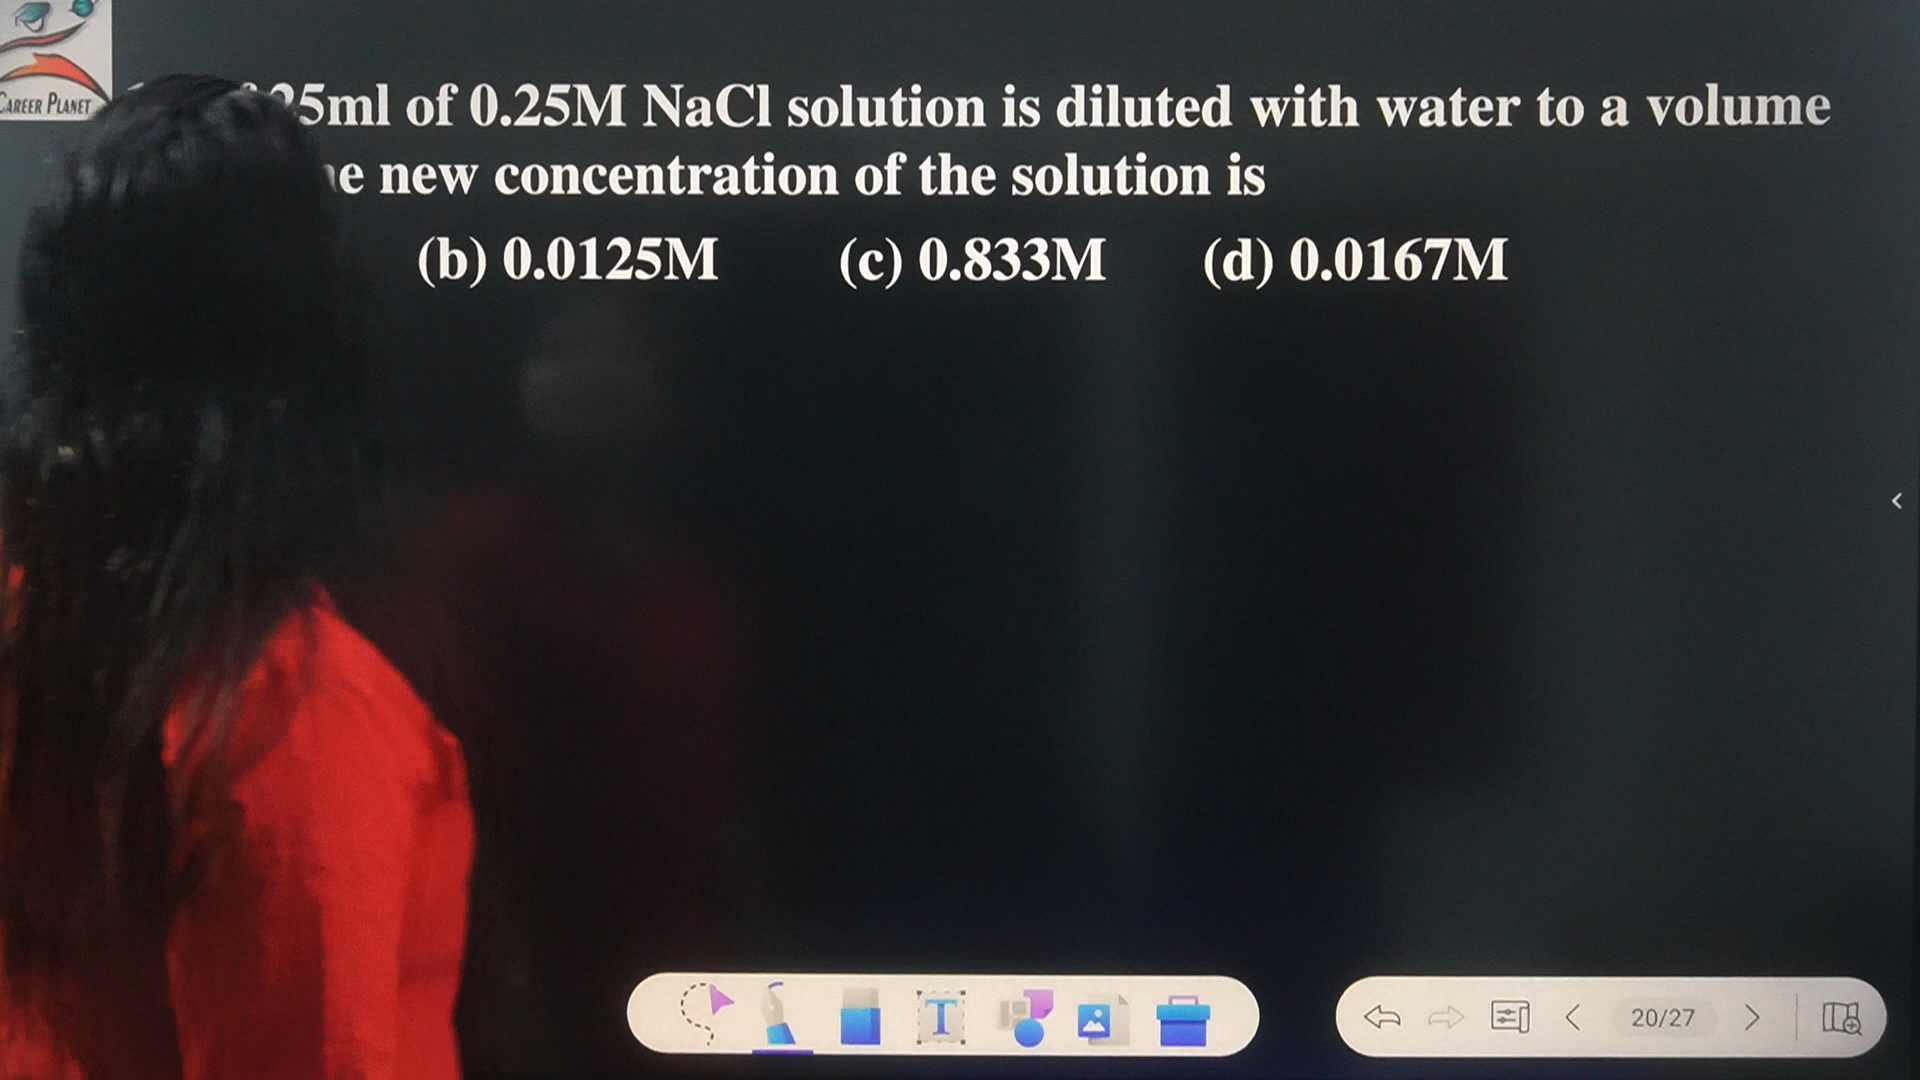 CAREER PLANET
25ml of 0.25M NaCl solution is diluted with water to a volume
new concentration of the solution is
(b) 0.0125M (c) 0.833M (d) 0.0167M
T
20/27